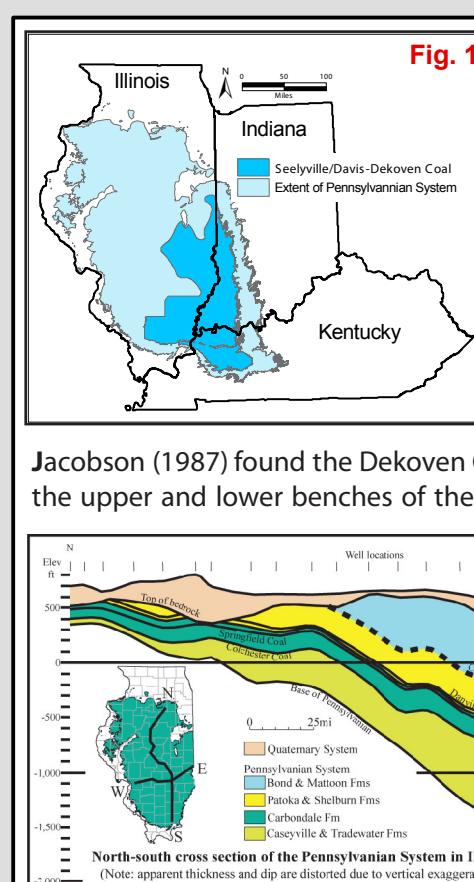 Fig. 1
Illinois
N
0 50 100
Miles
Indiana
Seelyville/Davis-Dekoven Coal
Extent of Pennsylvannian System
Kentucky
Jacobson (1987) found the Dekoven
the upper and lower benches of the
N
Elev
ft
Well locations
500
Top of bedrock
Springfield Coal
Colchester Coal
0
Base of Pennsylvanian
N
-500
0 25mi
E
W
S
Quaternary System
Pennsylvanian System
-1,000
Bond & Mattoon Fms
Patoka & Shelburn Fms
Carbondale Fm
-1,500
Caseyville & Tradewater Fms
North-south cross section of the Pennsylvanian System in
(Note: apparent thickness and dip are distorted due to vertical